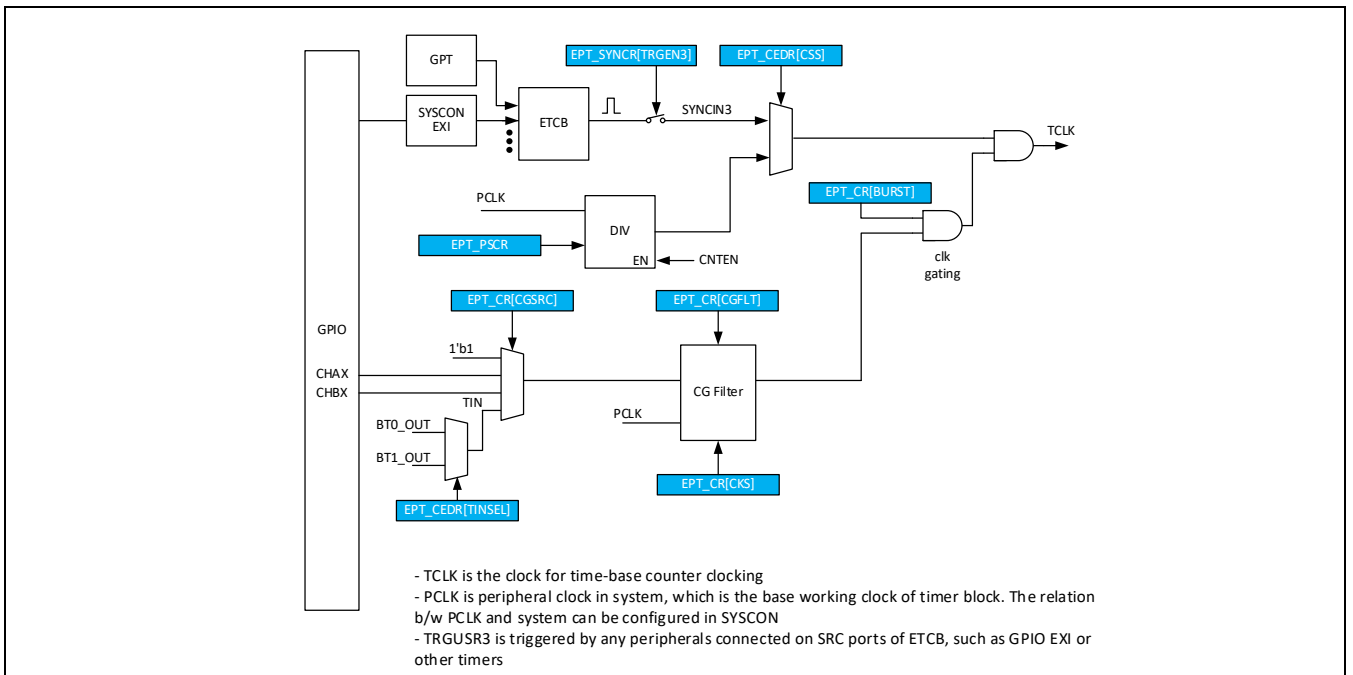 EPT_SYNCR[TRGEN3]
EPT_CEDR[CSS]
GPT
SYSCON
EXI
ETCB
SYNCIN3
TCLK
EPT_CR[BURST]
PCLK
DIV
EPT_PSCR
EN
CNTEN
clk
gating
EPT_CR[CGSRC]
EPT_CR[CGFLT]
GPIO
1'b1
CHAX
CHBX
TIN
CG Filter
PCLK
BT0_OUT
BT1_OUT
EPT_CR[CKS]
EPT_CEDR[TINSEL]
- TCLK is the clock for time-base counter clocking
- PCLK is peripheral clock in system, which is the base working clock of timer block. The relation
b/w PCLK and system can be configured in SYSCON
- TRGUSR3 is triggered by any peripherals connected on SRC ports of ETCB, such as GPIO EXI or
other timers